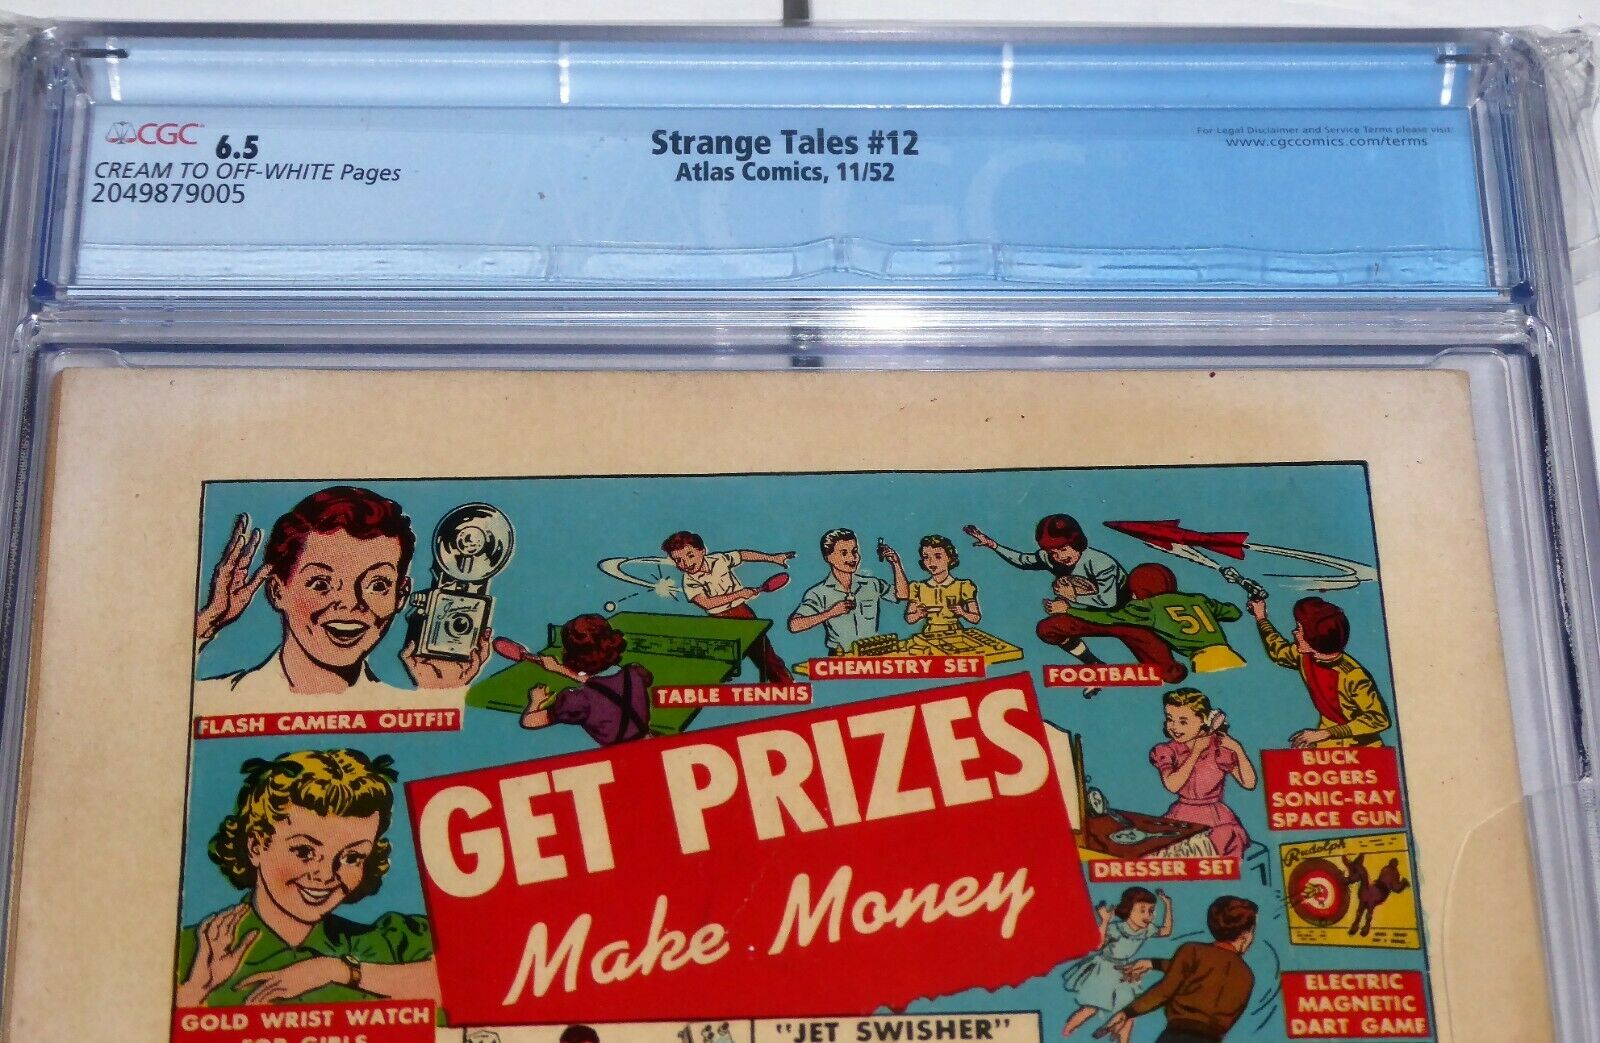 CGC 6.5
CREAM TO OFF-WHITE Pages
2049879005
Strange Tales #12
Atlas Comics, 11/52
For Legal Disclaimer and Service Terms please visit:
www.cgccomics.com/terms
FLASH CAMERA OUTFIT
TABLE TENNIS
CHEMISTRY SET
51
FOOTBALL
BUCK
ROGERS
SONIC-RAY
SPACE GUN
GET PRIZES
Make Money
DRESSER SET
Rudolph
ELECTRIC
MAGNETIC
DART GAME
GOLD WRIST WATCH
FOR GIRLS
"JET SWISHER"